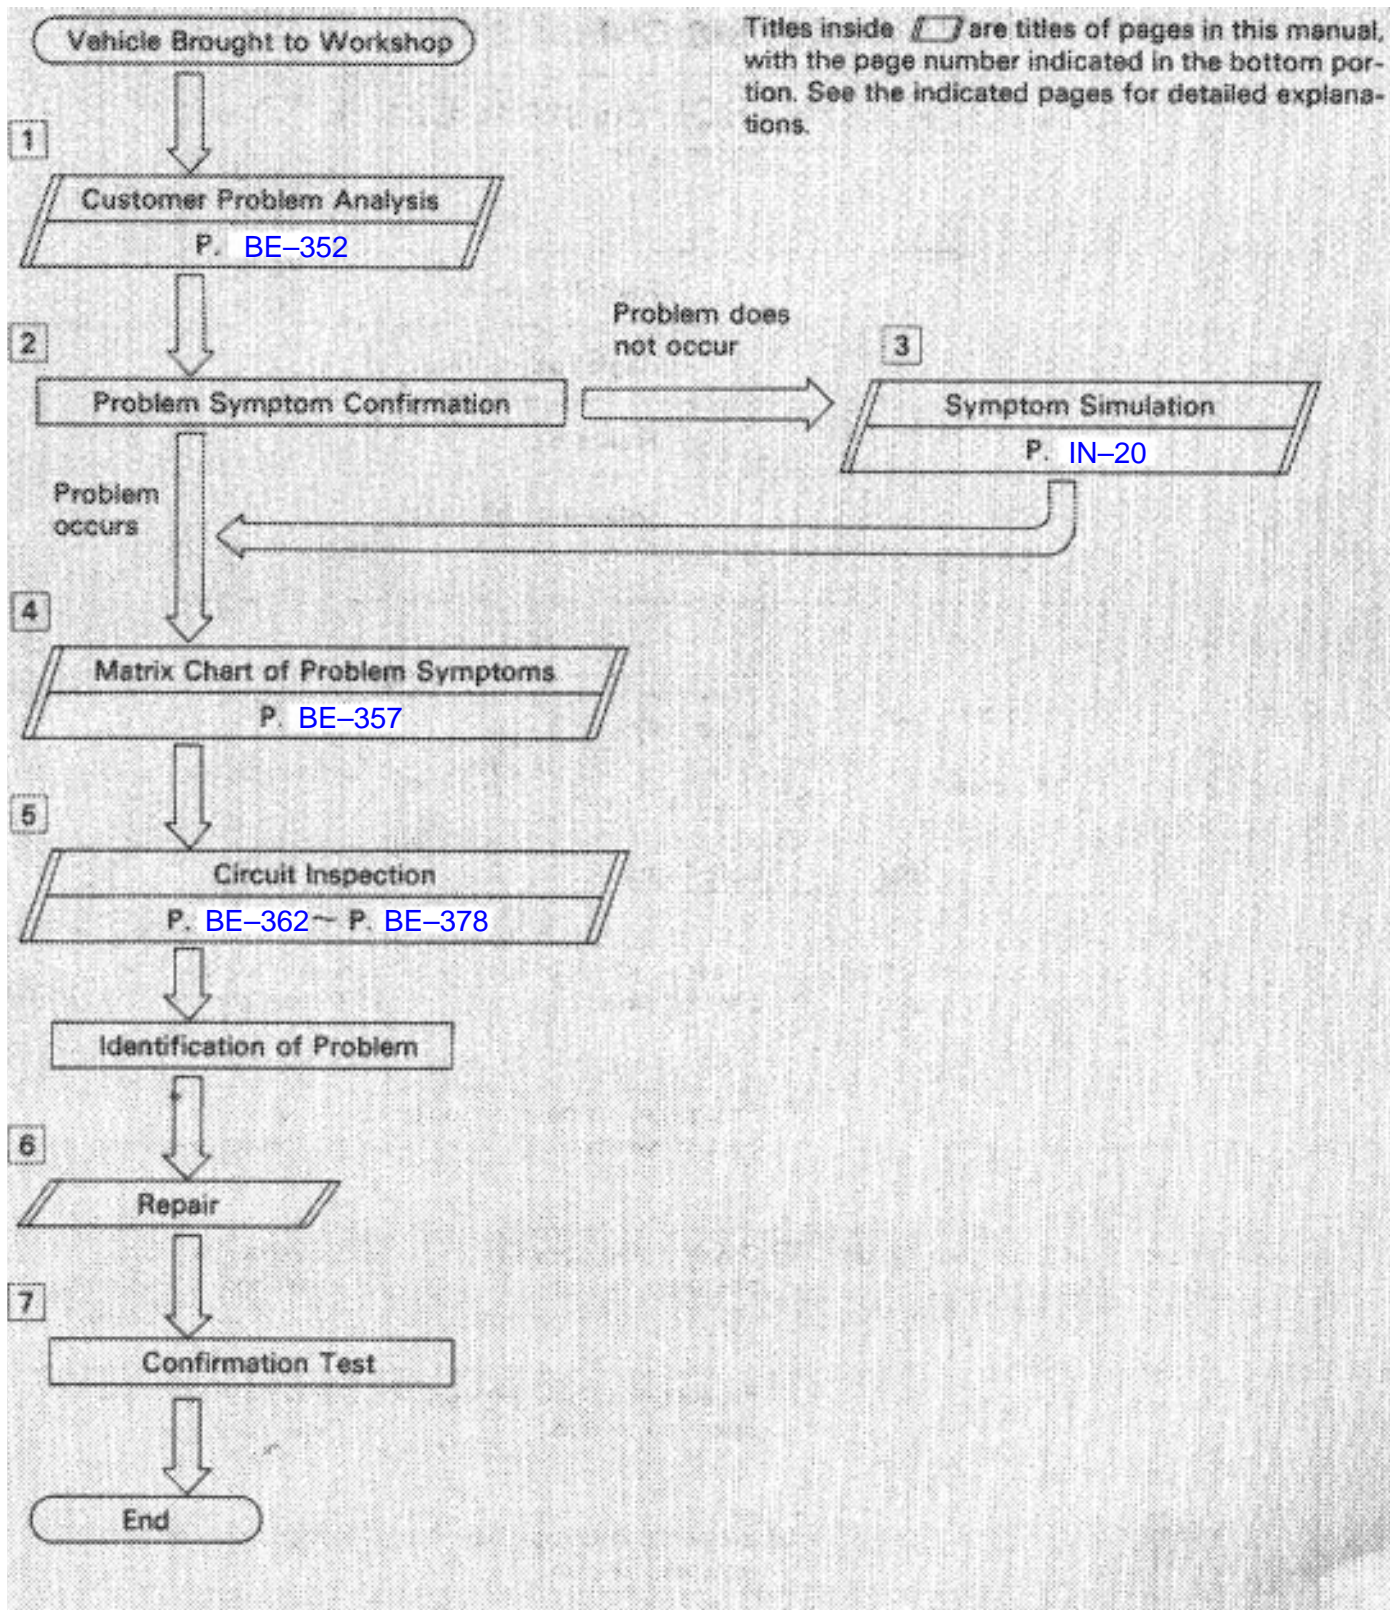 Vehicle Brought to Workshop
Titles inside are titles of pages in this manual,
with the page number indicated in the bottom por-
tion. See the indicated pages for detailed explana-
tions.
1
Customer Problem Analysis
P. BE–352
2
Problem Symptom Confirmation
Problem does
not occur
3
Symptom Simulation
P. IN–20
Problem
occurs
4
Matrix Chart of Problem Symptoms
P. BE–357
5
Circuit Inspection
P. BE–362 ~ P. BE–378
Identification of Problem
6
Repair
7
Confirmation Test
End